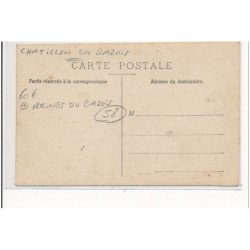 CHATILLON EN BAZOIS
CARTE POSTALE
Partie réservée à la correspondance
Adresse du destinataire
60€
@ REINES DU BAZOIS
58
M